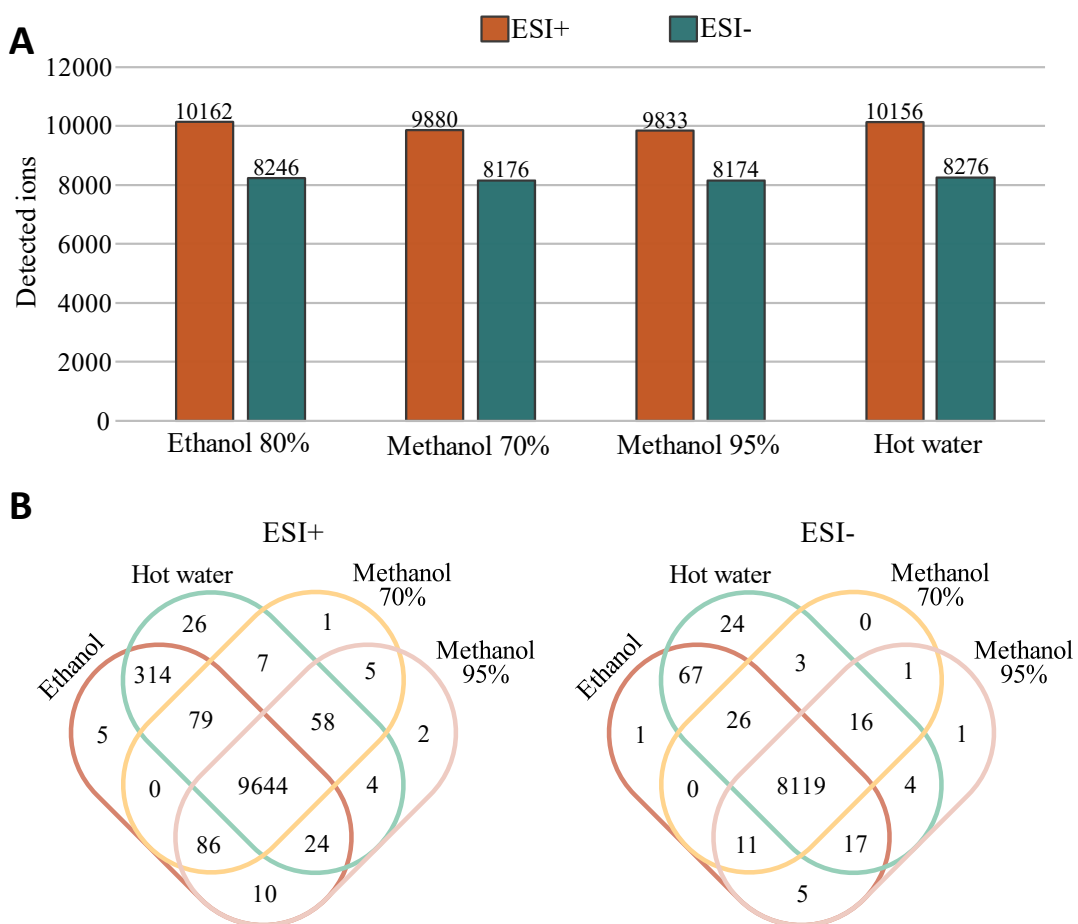 A
ESI+ ESI-
12000
10000
8000
6000
4000
2000
0
Detected ions
10162 8246 9880 8176 9833 8174 10156 8276
Ethanol 80% Methanol 70% Methanol 95% Hot water
B
ESI+
Hot water
Methanol
70%
Ethanol
Methanol
95%
26
1
314
7
5
5
79
58
2
0
9644
4
86
24
10
ESI-
Hot water
Methanol
70%
Ethanol
Methanol
95%
24
0
67
3
1
1
26
16
1
0
8119
4
11
17
5